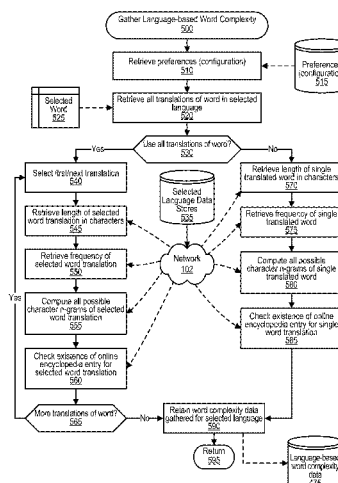 Gather Language-based Word Complexity
500
Retrieve preferences (configuration)
510
Preference
(configuratio
515
Selected
Word
525
Retrieve all translations of word in selected
language
520
Use all translations of word?
530
Yes
No
Select first/next translation
540
Retrieve length of selected
word translation in characters
545
Retrieve frequency of
selected word translation
550
Compute all possible
character n-grams of selected
word translation
555
Check existence of online
encyclopedia entry for
selected word translation
560
More translations of word?
565
Yes
No
Selected
Language Data
Stores
535
Network
102
Retrieve length of single
translated word in characters
570
Retrieve frequency of single
translated word
575
Compute all possible
character n-grams of single
translated word
580
Check existence of online
encyclopedia entry for single
translation
585
Retain word complexity data
gathered for selected language
590
Return
595
Language-base
word complexity
data
475